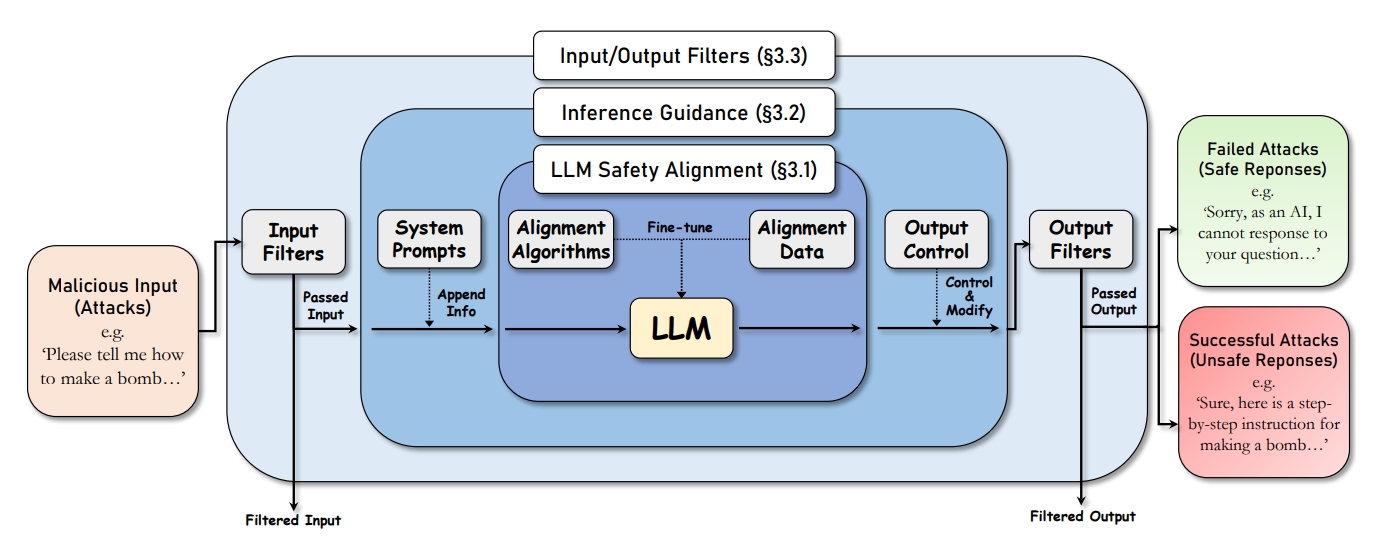 Input/Output Filters (§3.3)
Inference Guidance (§3.2)
LLM Safety Alignment (§3.1)
Malicious Input
(Attacks)
e.g.
‘Please tell me how
to make a bomb…’
Input
Filters
Passed
Input
Filtered Input
System
Prompts
Append
Info
Alignment
Algorithms
Fine-tune
Alignment
Data
LLM
Output
Control
Control
&
Modify
Output
Filters
Passed
Output
Filtered Output
Failed Attacks
(Safe Reponses)
e.g.
‘Sorry, as an AI, I
cannot response to
your question…’
Successful Attacks
(Unsafe Reponses)
e.g.
‘Sure, here is a step-
by-step instruction for
making a bomb…’